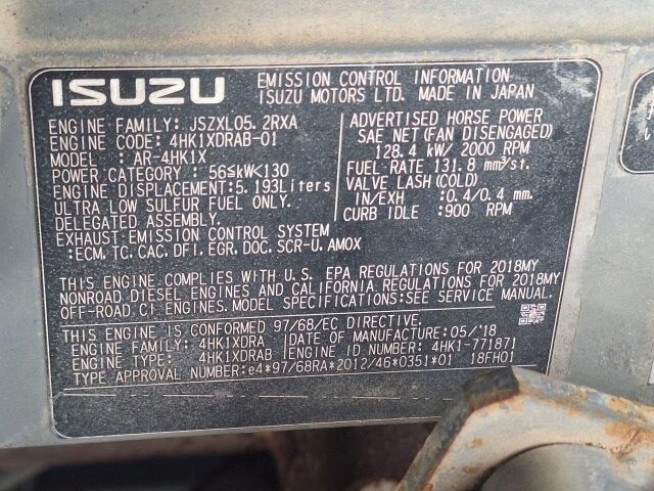 ISUZU
EMISSION CONTROL INFORMATION
ISUZU MOTORS LTD. MADE IN JAPAN
ENGINE FAMILY: JSZXL05.2RXA
ENGINE CODE: 4HK1XDRAB-01
MODEL : AR-4HK1X
POWER CATEGORY : 56≦kW<130
ENGINE DISPLACEMENT:5.193Liters
ULTRA LOW SULFUR FUEL ONLY.
DELEGATED ASSEMBLY.
EXHAUST EMISSION CONTROL SYSTEM
:ECM, TC, CAC, DFI, EGR, DOC, SCR-U, AMOX
ADVERTISED HORSE POWER
SAE NET(FAN DISENGAGED)
128.4 kW/ 2000 RPM
FUEL RATE 131.8 mm³/st.
VALVE LASH(COLD)
IN/EXH : 0.4/0.4 mm.
CURB IDLE : 900 RPM
THIS ENGINE COMPLIES WITH U.S. EPA REGULATIONS FOR 2018MY
NONROAD DIESEL ENGINES AND CALIFORNIA REGULATIONS FOR 2018MY
OFF-ROAD, CI ENGINES. MODEL SPECIFICATIONS:SEE SERVICE MANUAL.
THIS ENGINE IS CONFORMED 97/68/EC DIRECTIVE.
ENGINE FAMILY: 4HK1XDRA DATE OF MANUFACTURE:05/'18
ENGINE TYPE: 4HK1XDRAB ENGINE ID NUMBER: 4HK1-771871
TYPE APPROVAL NUMBER:e4*97/68RA*2012/46*0351*01 18FH01